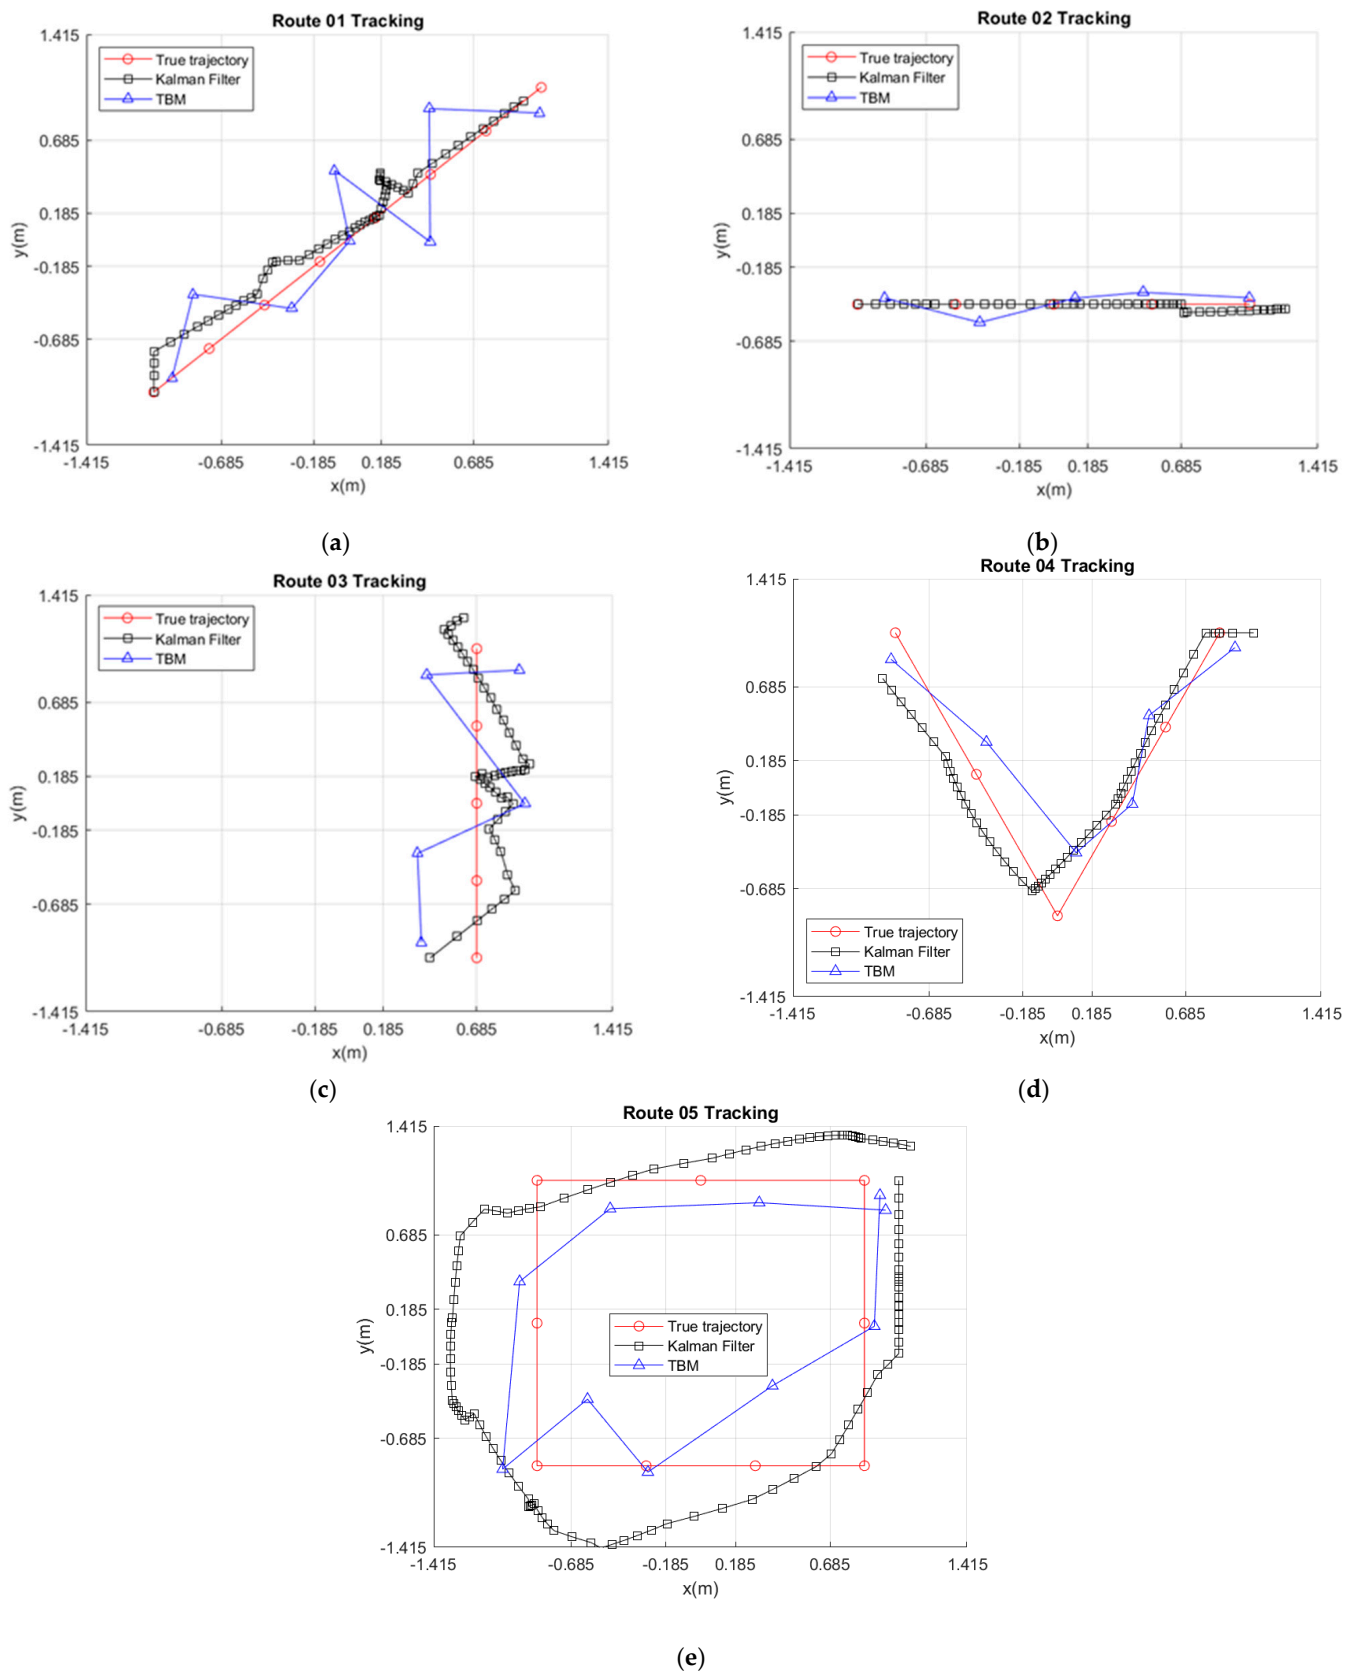 Route 01 Tracking
1.415
0.685
0.185
-0.185
-0.685
-1.415
y(m)
True trajectory
Kalman Filter
TBM
-1.415 -0.685 -0.185 0.185 0.685 1.415
x(m)
(a)
Route 02 Tracking
1.415
0.685
0.185
-0.185
-0.685
-1.415
y(m)
True trajectory
Kalman Filter
TBM
-1.415 -0.685 -0.185 0.185 0.685 1.415
x(m)
(b)
Route 03 Tracking
1.415
0.685
0.185
-0.185
-0.685
-1.415
y(m)
True trajectory
Kalman Filter
TBM
-1.415 -0.685 -0.185 0.185 0.685 1.415
x(m)
(c)
Route 04 Tracking
1.415
0.685
0.185
-0.185
-0.685
-1.415
y(m)
True trajectory
Kalman Filter
TBM
-1.415 -0.685 -0.185 0.185 0.685 1.415
x(m)
(d)
Route 05 Tracking
1.415
0.685
0.185
-0.185
-0.685
-1.415
y(m)
True trajectory
Kalman Filter
TBM
-1.415 -0.685 -0.185 0.185 0.685 1.415
x(m)
(e)